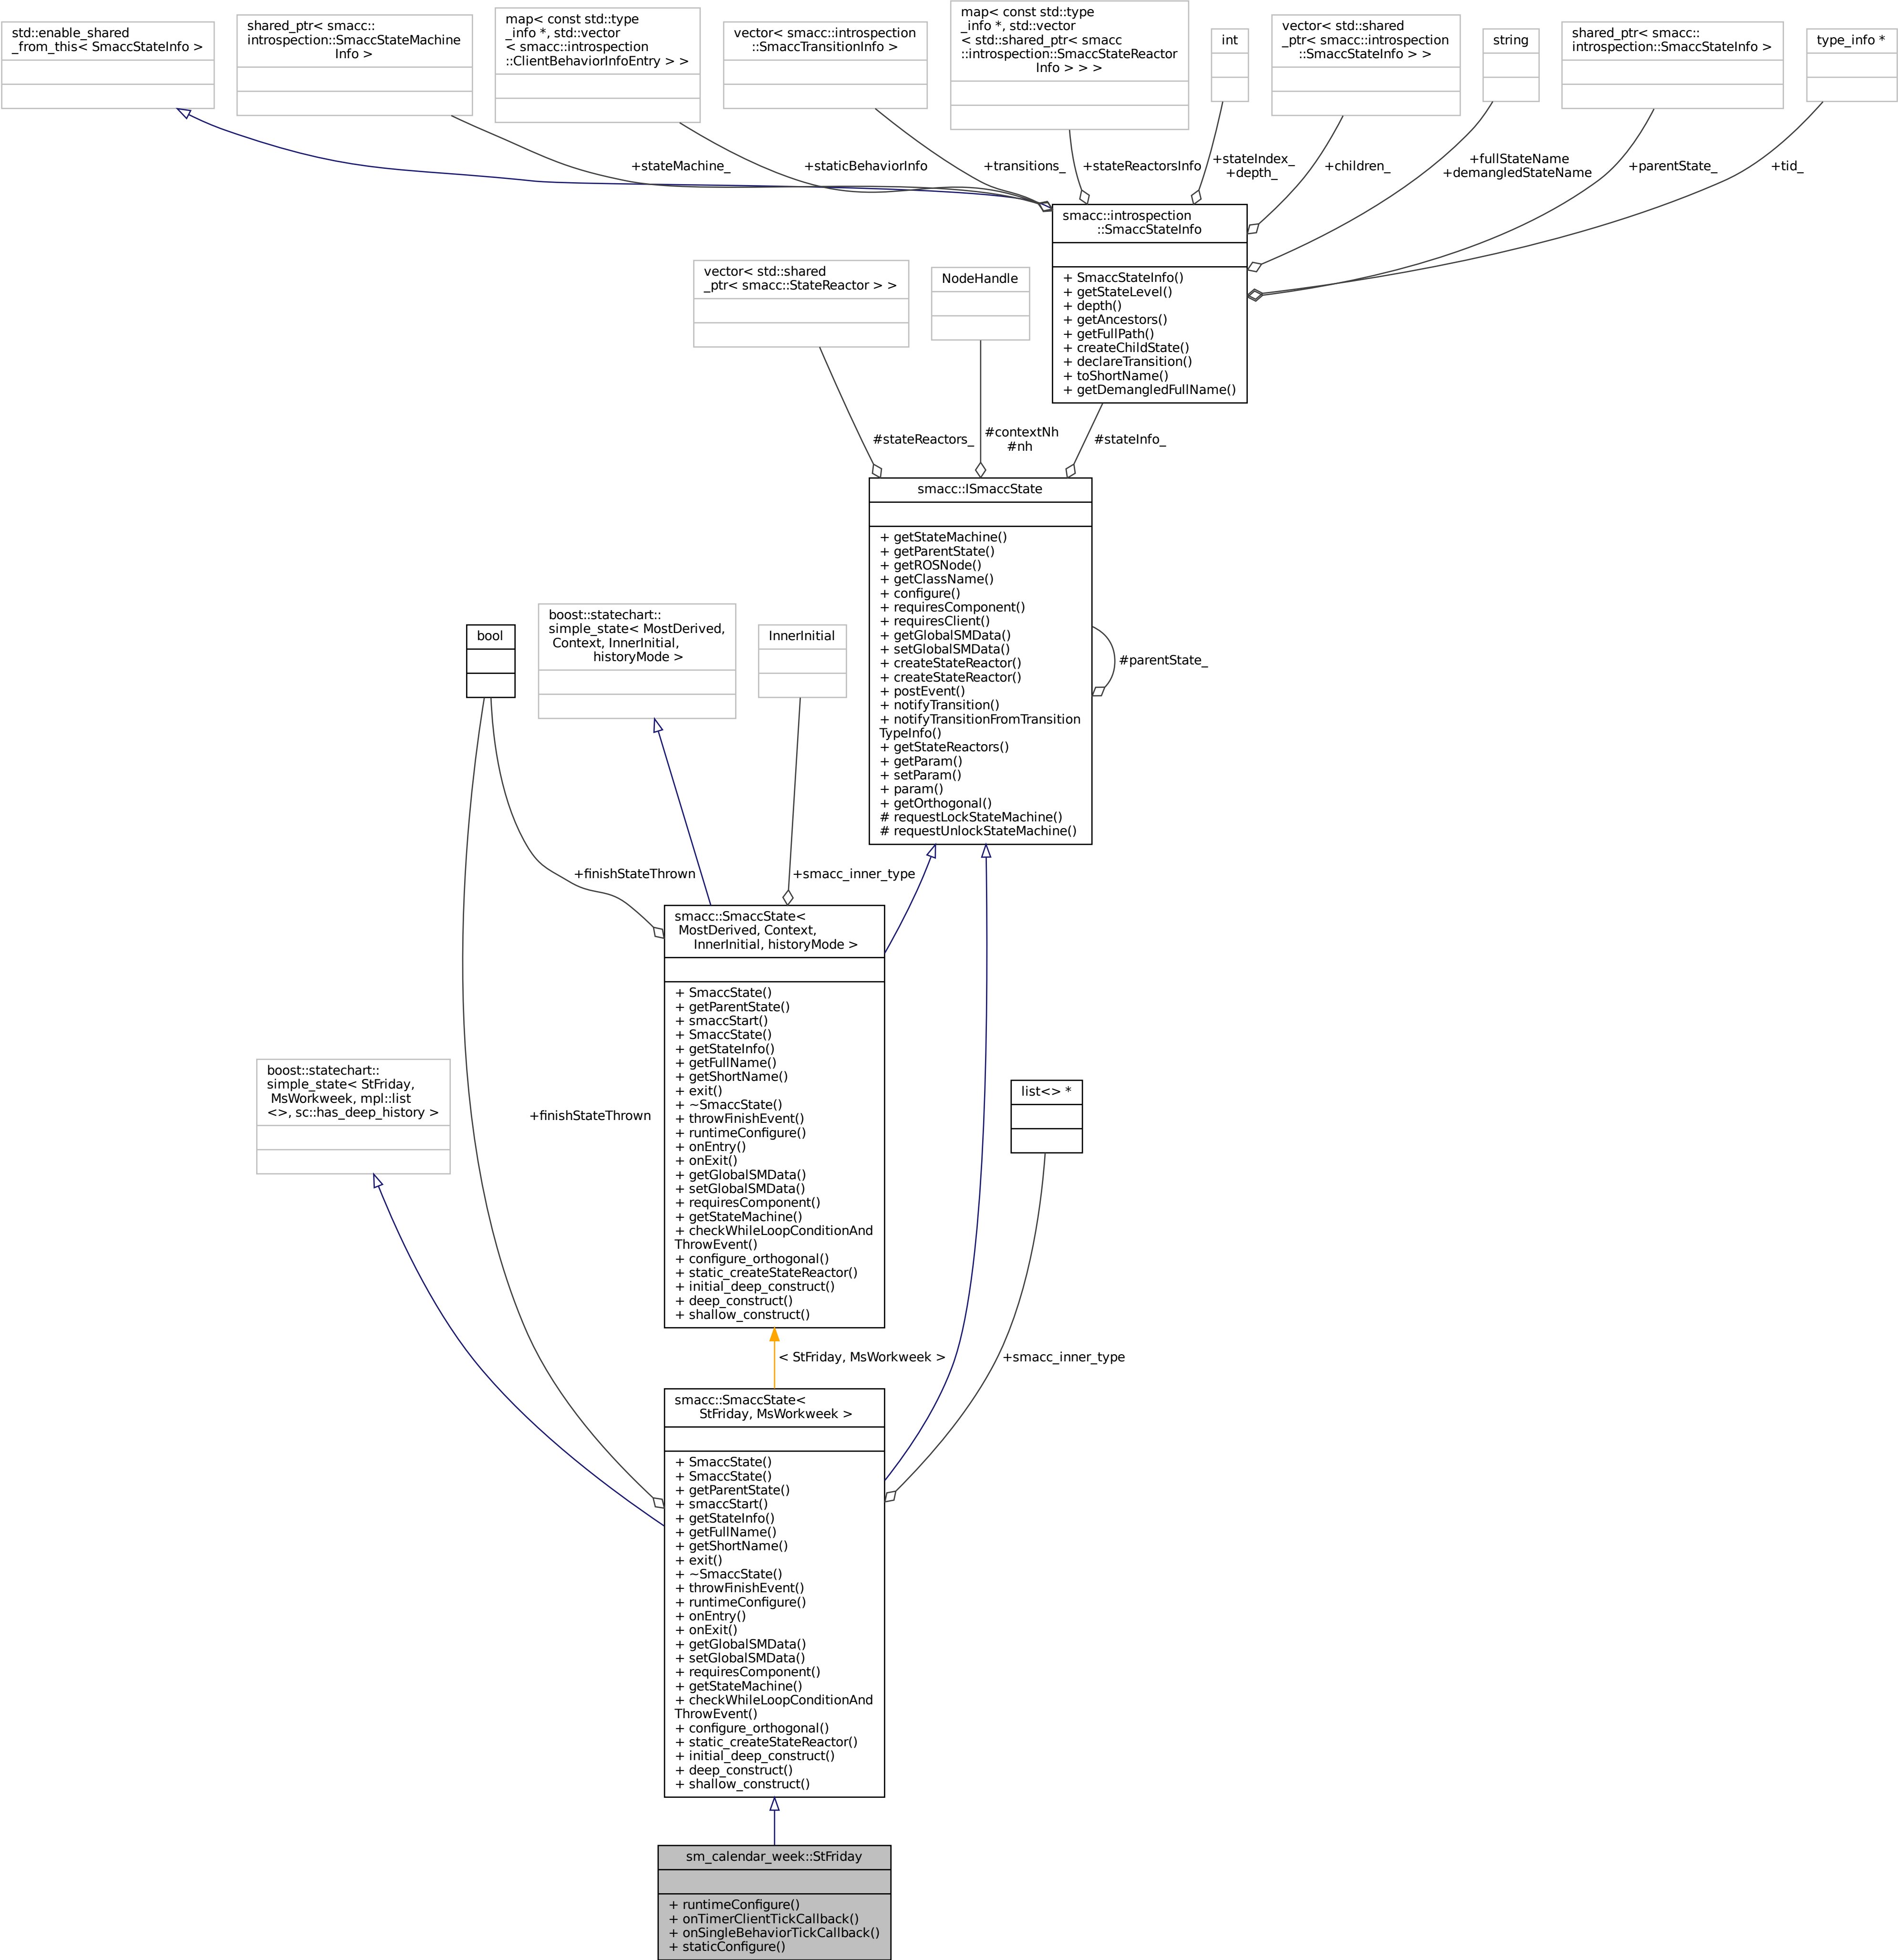 std::enable_shared
_from_this< SmaccStateInfo >
shared_ptr< smacc::
introspection::SmaccStateMachine
Info >
map< const std::type
_info *, std::vector
< smacc::introspection
::ClientBehaviorInfoEntry > >
vector< smacc::introspection
::SmaccTransitionInfo >
map< const std::type
_info *, std::vector
< std::shared_ptr< smacc
::introspection::SmaccStateReactor
Info > > >
int
vector< std::shared
_ptr< smacc::introspection
::SmaccStateInfo > >
string
shared_ptr< smacc::
introspection::SmaccStateInfo >
type_info *
+stateMachine_
+staticBehaviorInfo
+transitions_
+stateReactorsInfo
+stateIndex_
+depth_
+children_
+fullStateName
+demangledStateName
+parentState_
+tid_
smacc::introspection
::SmaccStateInfo
+ SmaccStateInfo()
+ getStateLevel()
+ depth()
+ getAncestors()
+ getFullPath()
+ createChildState()
+ declareTransition()
+ toShortName()
+ getDemangledFullName()
vector< std::shared
_ptr< smacc::StateReactor > >
NodeHandle
#stateReactors_
#contextNh
#nh
#stateInfo_
smacc::ISmaccState
+ getStateMachine()
+ getParentState()
+ getROSNode()
+ getClassName()
+ configure()
+ requiresComponent()
+ requiresClient()
+ getGlobalSMData()
+ setGlobalSMData()
+ createStateReactor()
+ createStateReactor()
+ postEvent()
+ notifyTransition()
+ notifyTransitionFromTransition
TypeInfo()
+ getStateReactors()
+ getParam()
+ setParam()
+ param()
+ getOrthogonal()
# requestLockStateMachine()
# requestUnlockStateMachine()
#parentState_
bool
boost::statechart::
simple_state< MostDerived,
Context, InnerInitial,
historyMode >
InnerInitial
+finishStateThrown
+smacc_inner_type
smacc::SmaccState<
MostDerived, Context,
InnerInitial, historyMode >
+ SmaccState()
+ getParentState()
+ smaccStart()
+ SmaccState()
+ getStateInfo()
+ getFullName()
+ getShortName()
+ exit()
+ ~SmaccState()
+ throwFinishEvent()
+ runtimeConfigure()
+ onEntry()
+ onExit()
+ getGlobalSMData()
+ setGlobalSMData()
+ requiresComponent()
+ getStateMachine()
+ checkWhileLoopConditionAnd
ThrowEvent()
+ configure_orthogonal()
+ static_createStateReactor()
+ initial_deep_construct()
+ deep_construct()
+ shallow_construct()
boost::statechart::
simple_state< StFriday,
MsWorkweek, mpl::list
<>, sc::has_deep_history >
+finishStateThrown
list<> *
< StFriday, MsWorkweek >
+smacc_inner_type
smacc::SmaccState<
StFriday, MsWorkweek >
+ SmaccState()
+ SmaccState()
+ getParentState()
+ smaccStart()
+ getStateInfo()
+ getFullName()
+ getShortName()
+ exit()
+ ~SmaccState()
+ throwFinishEvent()
+ runtimeConfigure()
+ onEntry()
+ onExit()
+ getGlobalSMData()
+ setGlobalSMData()
+ requiresComponent()
+ getStateMachine()
+ checkWhileLoopConditionAnd
ThrowEvent()
+ configure_orthogonal()
+ static_createStateReactor()
+ initial_deep_construct()
+ deep_construct()
+ shallow_construct()
sm_calendar_week::StFriday
+ runtimeConfigure()
+ onTimerClientTickCallback()
+ onSingleBehaviorTickCallback()
+ staticConfigure()